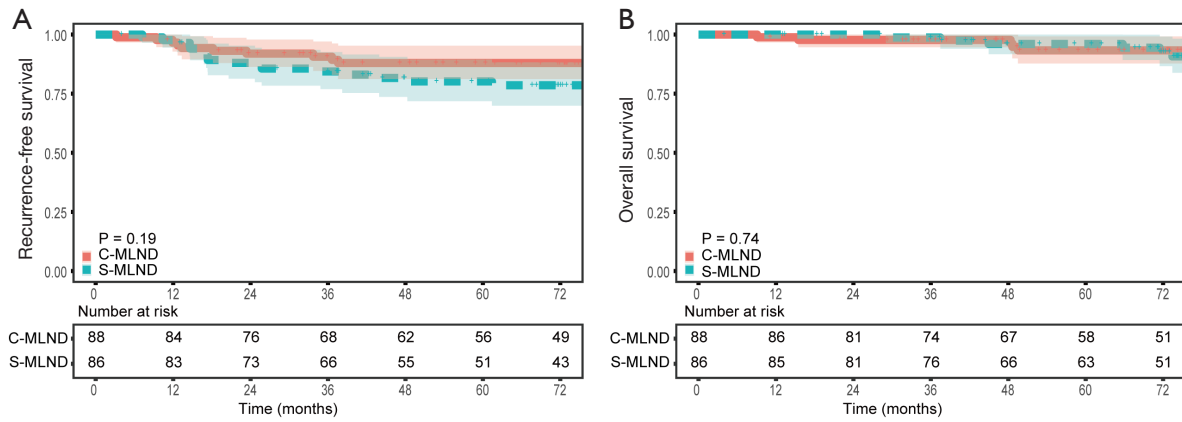 A
Recurrence-free survival
1.00
0.75
0.50
0.25
0.00
P = 0.19
C-MLND
S-MLND
0 12 24 36 48 60 72
Number at risk
C-MLND 88 84 76 68 62 56 49
S-MLND 86 83 73 66 55 51 43
0 12 24 36 48 60 72
Time (months)
B
Overall survival
1.00
0.75
0.50
0.25
0.00
P = 0.74
C-MLND
S-MLND
0 12 24 36 48 60 72
Number at risk
C-MLND 88 86 81 74 67 58 51
S-MLND 86 85 81 76 66 63 51
0 12 24 36 48 60 72
Time (months)